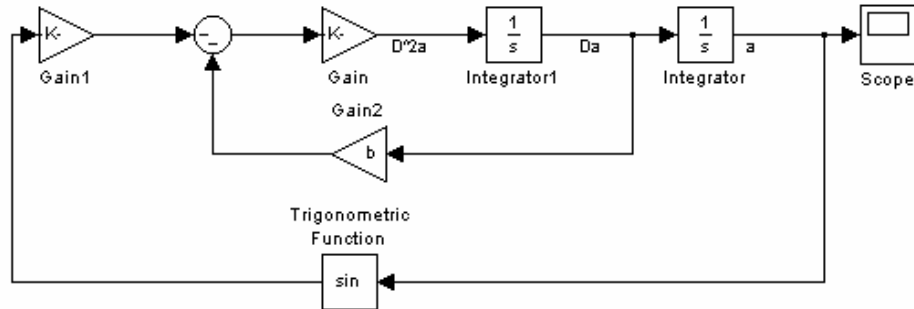 K-
K-
D^2a
1
s
Da
1
s
a
Gain1
Gain
Integrator1
Integrator
Scope
Gain2
b
Trigonometric
Function
sin